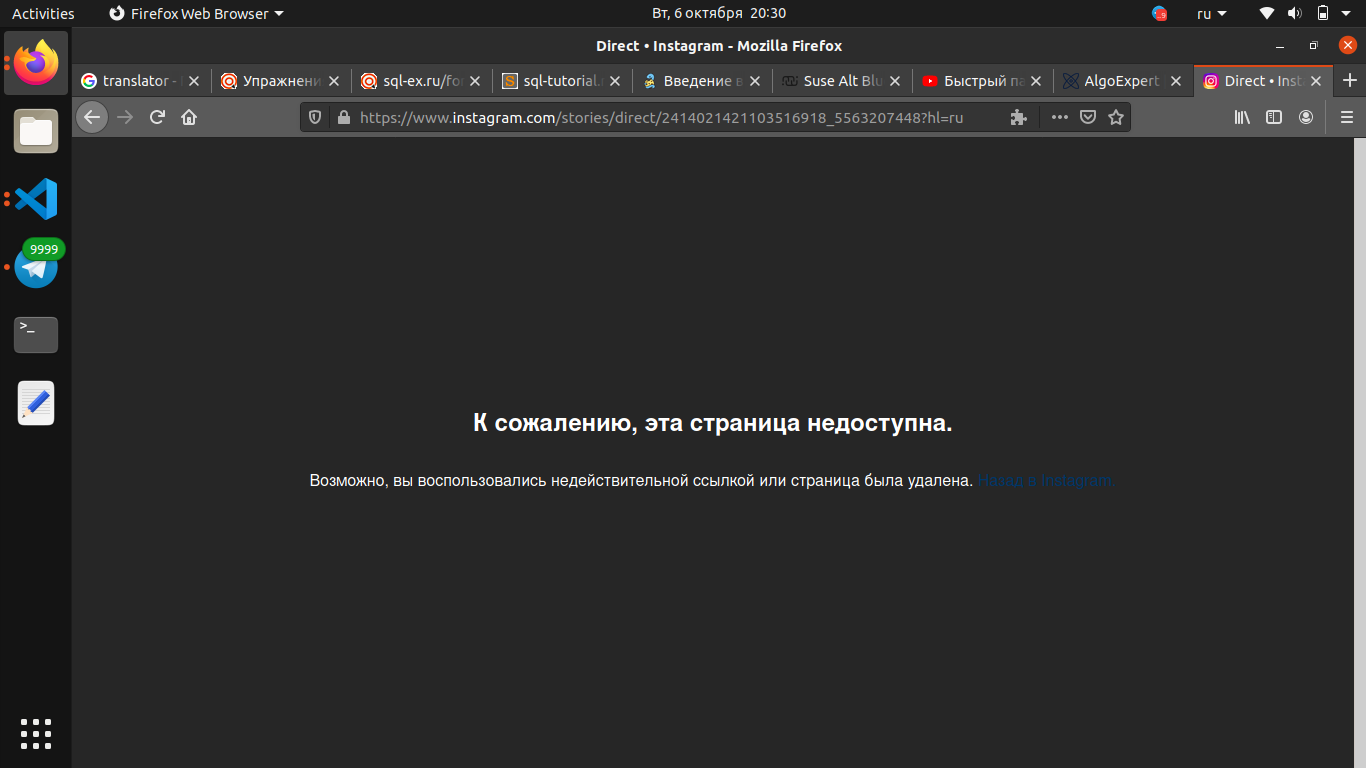 Activities Firefox Web Browser Вт, 6 октября 20:30 ru
Direct • Instagram - Mozilla Firefox
translator - Упражнени sql-ex.ru/for sql-tutorial. Введение в Suse Alt Blu Быстрый па AlgoExpert Direct • Inst
https://www.instagram.com/stories/direct/2414021421103516918_5563207448?hl=ru
9999
К сожалению, эта страница недоступна.
Возможно, вы воспользовались недействительной ссылкой или страница была удалена. Назад в Instagram.